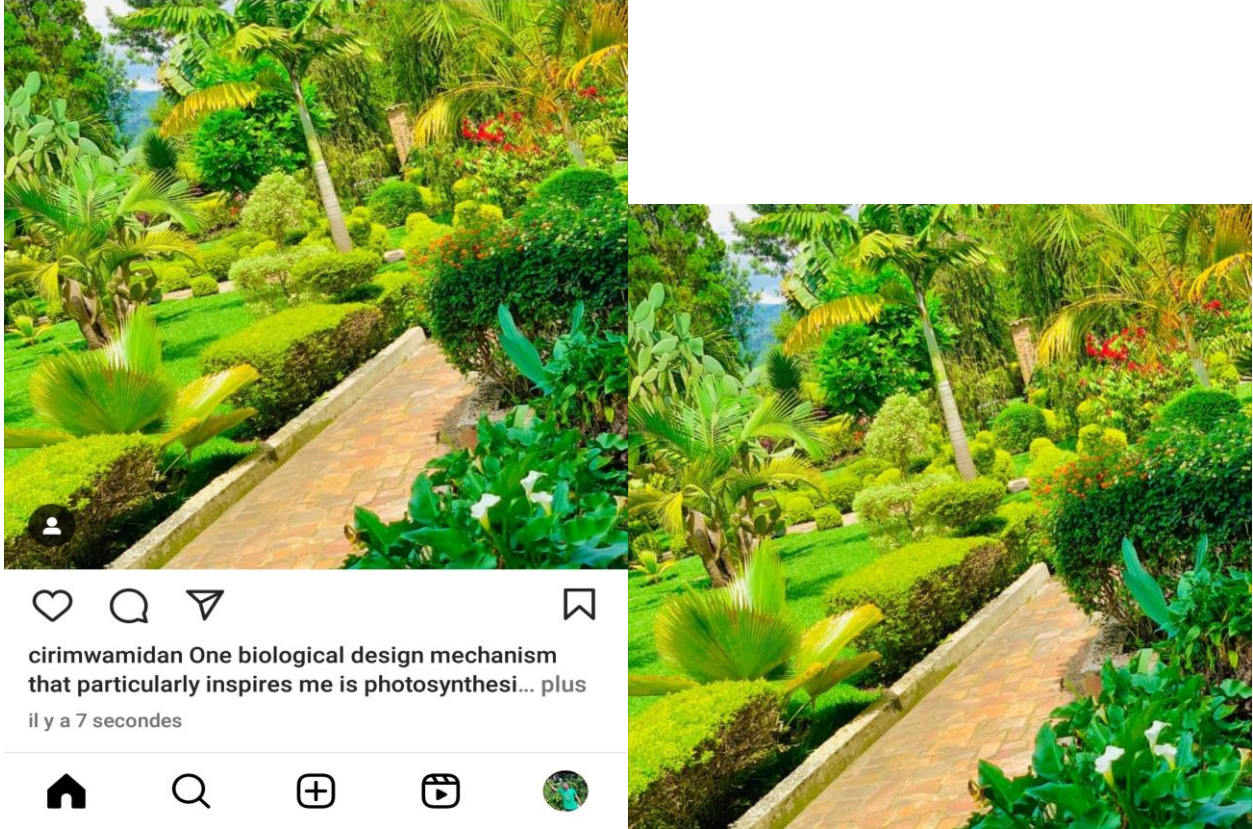 cirimwamidan One biological design mechanism
that particularly inspires me is photosynthesi... plus
il y a 7 secondes